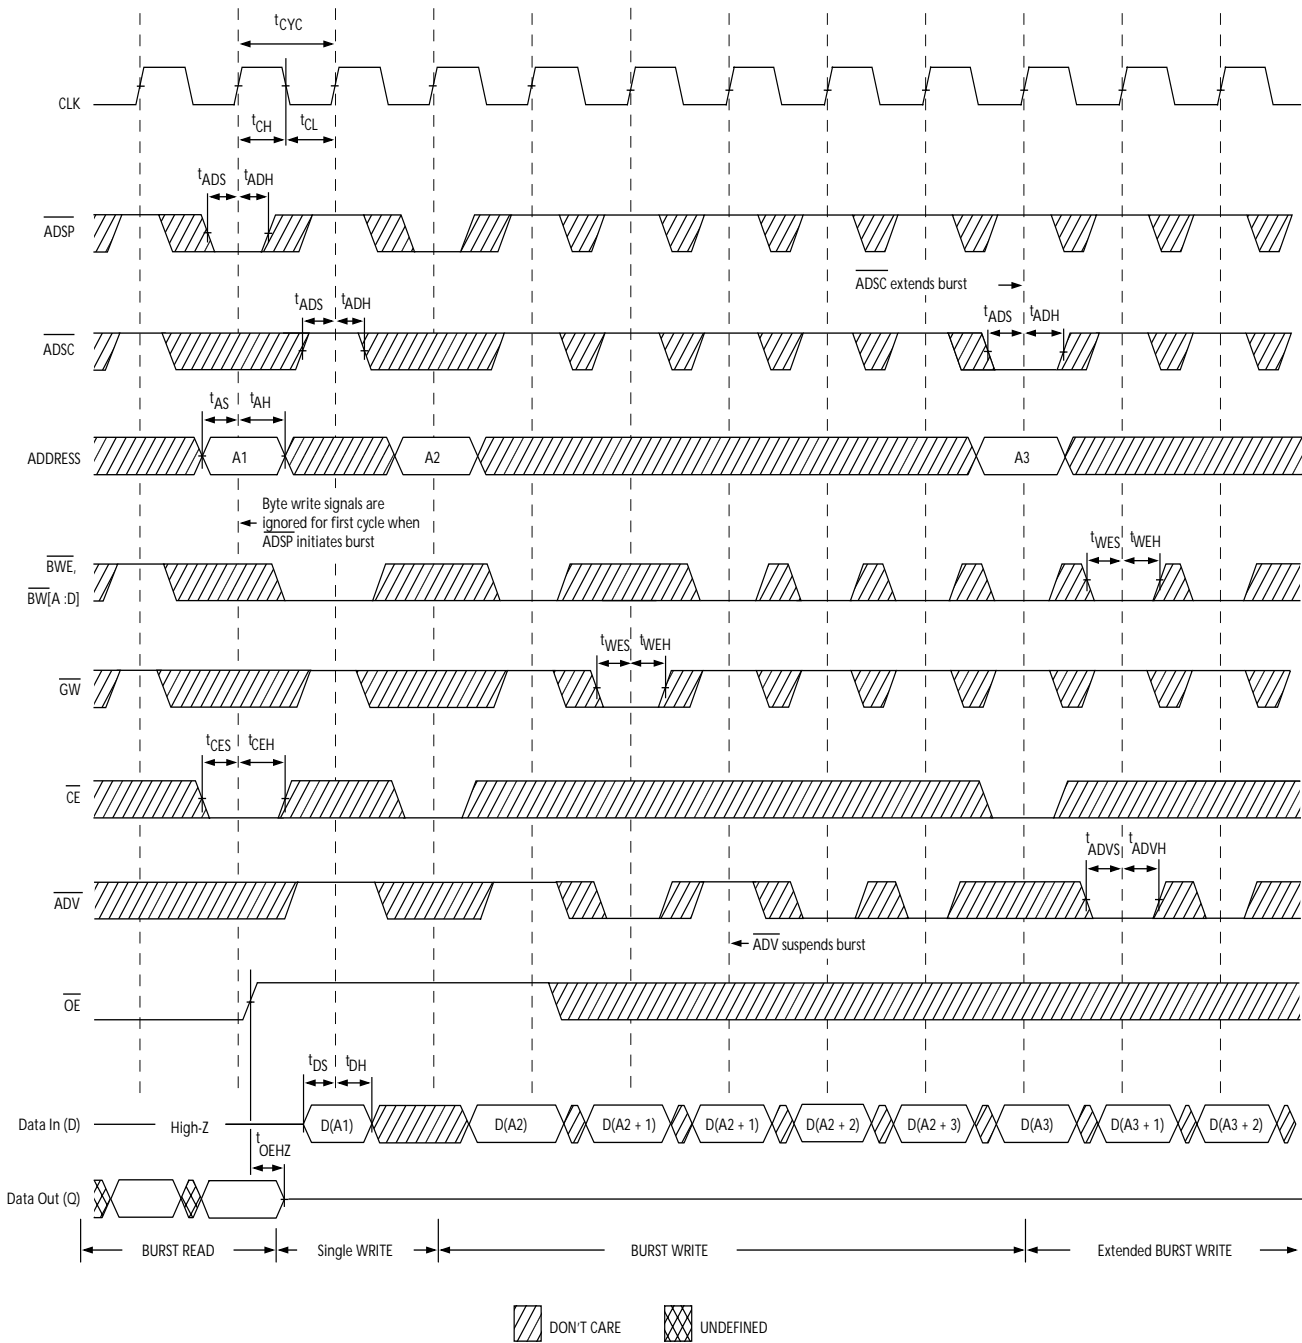 tCYC
CLK
tCH
tCL
tADS
tADH
ADSP
ADSC extends burst
tADS
tADH
tADS
tADH
ADSC
tAS
tAH
ADDRESS
A1
A2
A3
Byte write signals are
ignored for first cycle when
ADSP initiates burst
BWE,
BW[A :D]
tWES
tWEH
tWES
tWEH
GW
tCES
tCEH
CE
tADVS
tADVH
ADV
ADV suspends burst
OE
tDS
tDH
Data In (D)
High-Z
D(A1)
D(A2)
D(A2 + 1)
D(A2 + 1)
D(A2 + 2)
D(A2 + 3)
D(A3)
D(A3 + 1)
D(A3 + 2)
tOEHZ
Data Out (Q)
BURST READ
Single WRITE
BURST WRITE
Extended BURST WRITE
DON'T CARE
UNDEFINED